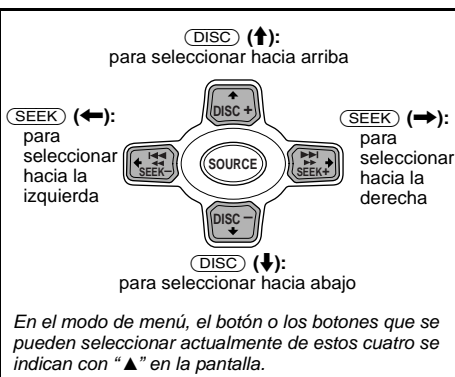 DISC (↑):
para seleccionar hacia arriba
DISC +
SEEK (←):
para
seleccionar
hacia la
izquierda
SEEK–
SOURCE
SEEK+
SEEK (→):
para
seleccionar
hacia la
derecha
DISC –
DISC (↓):
para seleccionar hacia abajo
En el modo de menú, el botón o los botones que se
pueden seleccionar actualmente de estos cuatro se
indican con “▲” en la pantalla.